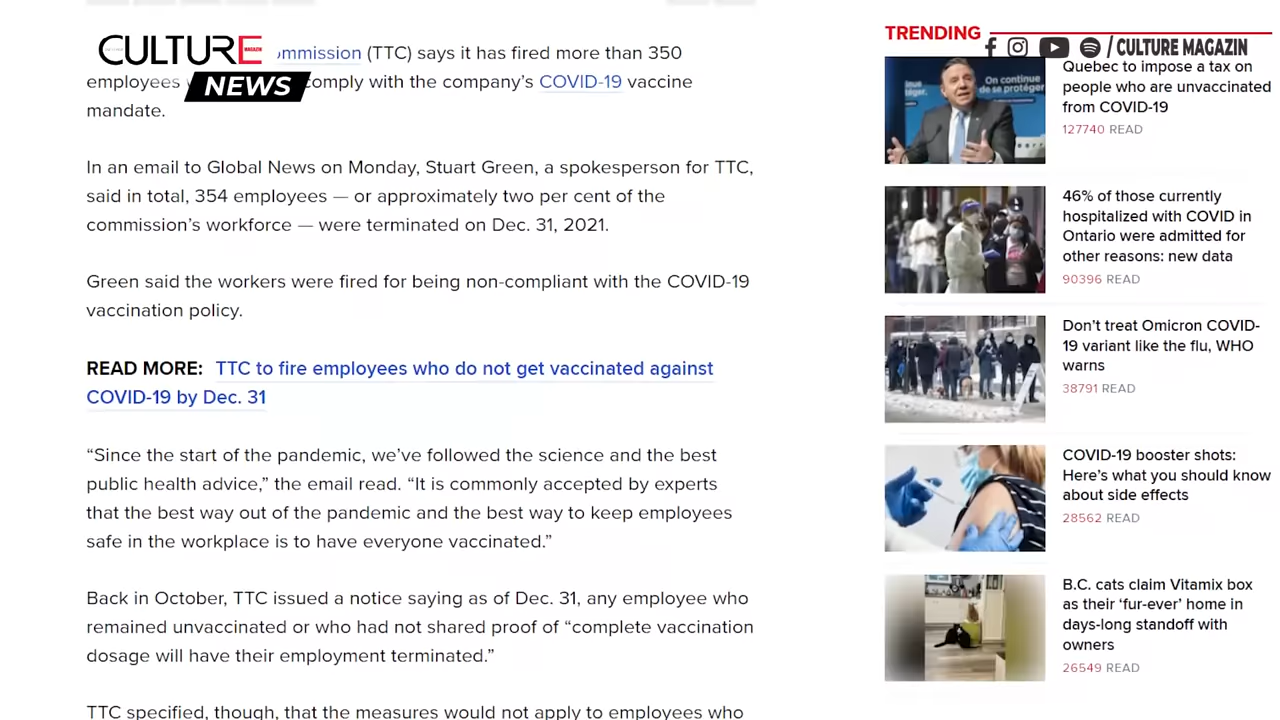 CULTURE
MAGAZIN
NEWS
ommission (TTC) says it has fired more than 350
employees comply with the company's COVID-19 vaccine
mandate.
In an email to Global News on Monday, Stuart Green, a spokesperson for TTC,
said in total, 354 employees — or approximately two per cent of the
commission's workforce — were terminated on Dec. 31, 2021.
Green said the workers were fired for being non-compliant with the COVID-19
vaccination policy.
READ MORE: TTC to fire employees who do not get vaccinated against
COVID-19 by Dec. 31
“Since the start of the pandemic, we've followed the science and the best
public health advice,” the email read. “It is commonly accepted by experts
that the best way out of the pandemic and the best way to keep employees
safe in the workplace is to have everyone vaccinated.”
Back in October, TTC issued a notice saying as of Dec. 31, any employee who
remained unvaccinated or who had not shared proof of “complete vaccination
dosage will have their employment terminated.”
TTC specified, though, that the measures would not apply to employees who
TRENDING
/ CULTURE MAGAZIN
On continue
de se protéger.
Quebec to impose a tax on
people who are unvaccinated
from COVID-19
127740 READ
46% of those currently
hospitalized with COVID in
Ontario were admitted for
other reasons: new data
90396 READ
Don't treat Omicron COVID-
19 variant like the flu, WHO
warns
38791 READ
COVID-19 booster shots:
Here's what you should know
about side effects
28562 READ
B.C. cats claim Vitamix box
as their ‘fur-ever’ home in
days-long standoff with
owners
26549 READ